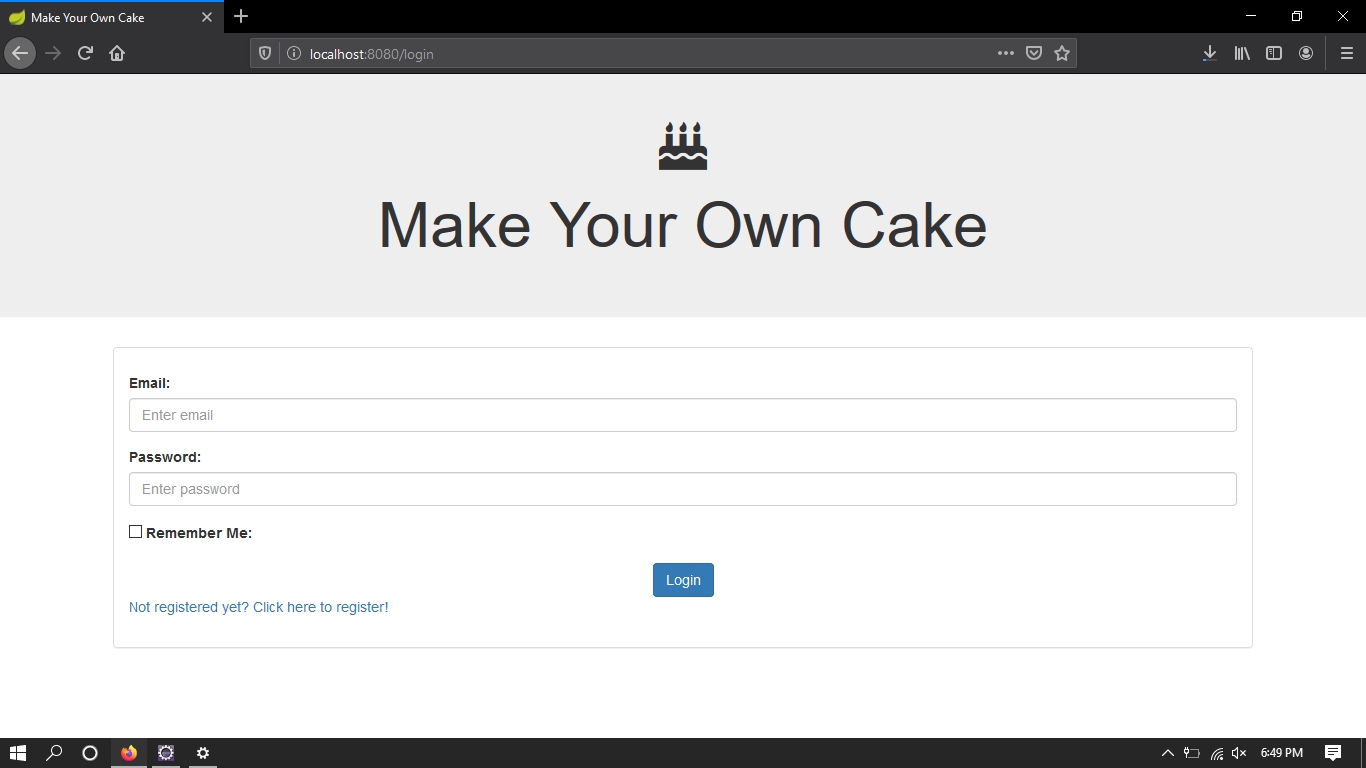 Make Your Own Cake
localhost:8080/login
Make Your Own Cake
Email:
Enter email
Password:
Enter password
Remember Me:
Login
Not registered yet? Click here to register!
6:49 PM